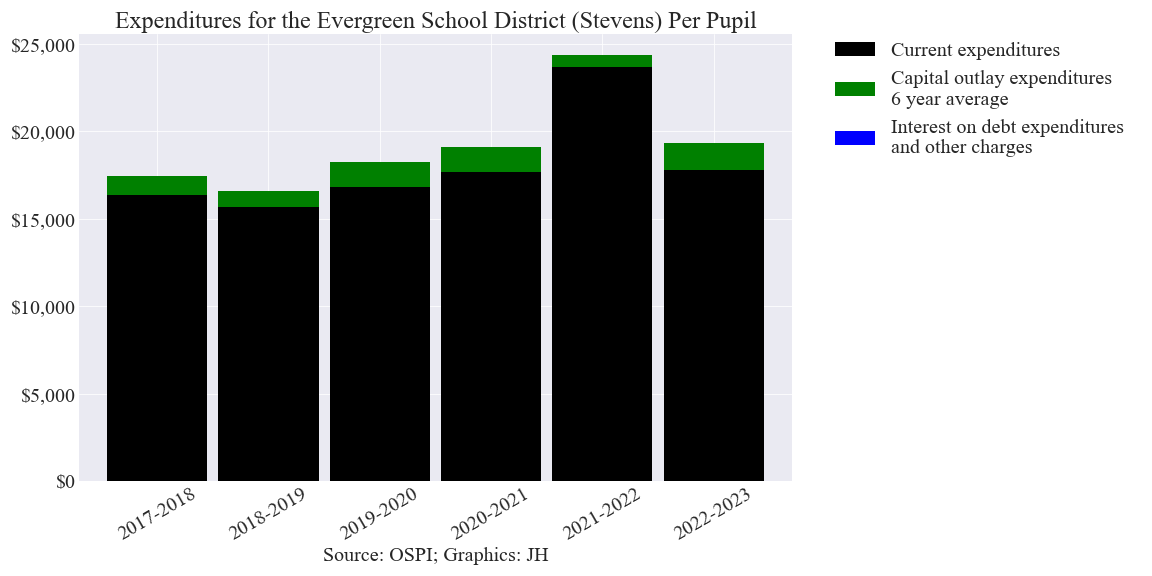 Expenditures for the Evergreen School District (Stevens) Per Pupil
$25,000
$20,000
$15,000
$10,000
$5,000
$0
2017-2018
2018-2019
2019-2020
2020-2021
2021-2022
2022-2023
Source: OSPI; Graphics: JH
Current expenditures
Capital outlay expenditures
6 year average
Interest on debt expenditures
and other charges